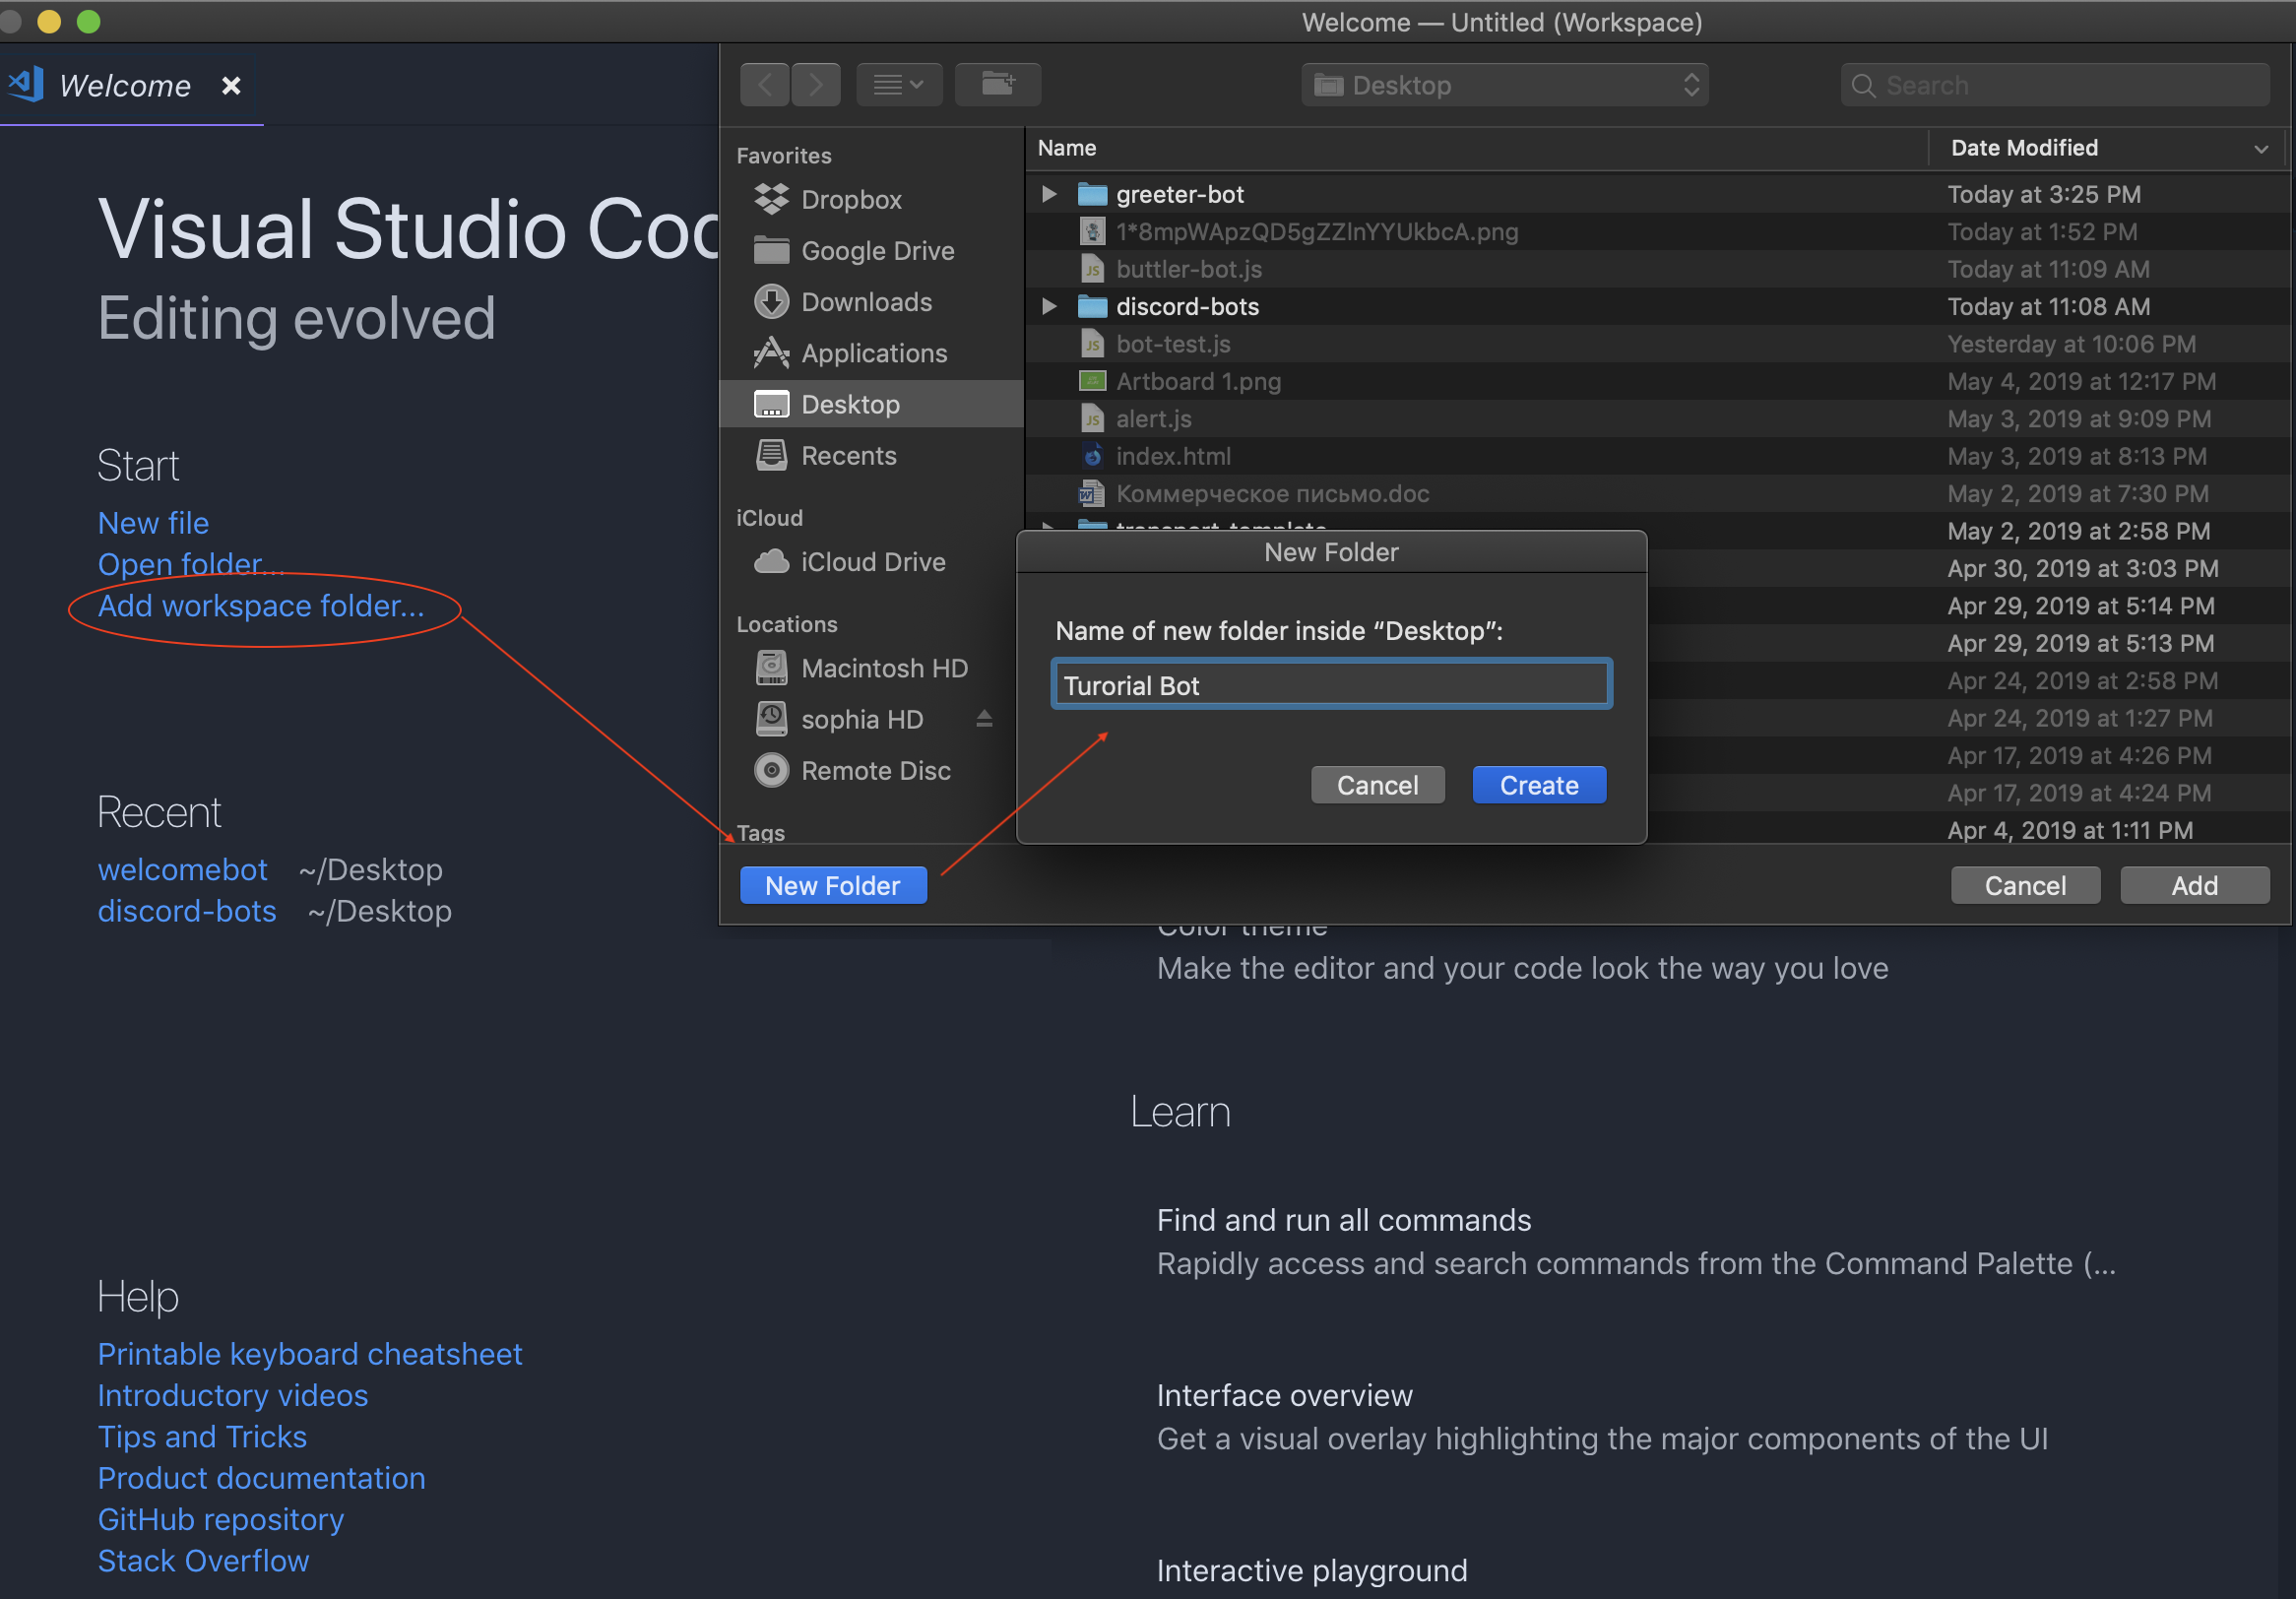 Welcome — Untitled (Workspace)
Welcome
Visual Studio Coc
Editing evolved
Start
New file
Open folder...
Add workspace folder...
Recent
welcomebot ~/Desktop
discord-bots ~/Desktop
Help
Printable keyboard cheatsheet
Introductory videos
Tips and Tricks
Product documentation
GitHub repository
Stack Overflow
Desktop
Search
Favorites
Dropbox
Google Drive
Downloads
Applications
Desktop
Recents
iCloud
iCloud Drive
Locations
Macintosh HD
sophia HD
Remote Disc
Tags
Name Date Modified
greeter-bot Today at 3:25 PM
1*8mpWApzQD5gZZlnYYUkbcA.png Today at 1:52 PM
JS buttler-bot.js Today at 11:09 AM
discord-bots Today at 11:08 AM
JS bot-test.js Yesterday at 10:06 PM
Artboard 1.png May 4, 2019 at 12:17 PM
JS alert.js May 3, 2019 at 9:09 PM
index.html May 3, 2019 at 8:13 PM
W Коммерческое письмо.doc May 2, 2019 at 7:30 PM
transport-template May 2, 2019 at 2:58 PM
Apr 30, 2019 at 3:03 PM
Apr 29, 2019 at 5:14 PM
Apr 29, 2019 at 5:13 PM
Apr 24, 2019 at 2:58 PM
Apr 24, 2019 at 1:27 PM
Apr 17, 2019 at 4:26 PM
Apr 17, 2019 at 4:24 PM
Apr 4, 2019 at 1:11 PM
New Folder
Name of new folder inside “Desktop”:
Turorial Bot
Cancel Create
New Folder Cancel Add
Color theme
Make the editor and your code look the way you love
Learn
Find and run all commands
Rapidly access and search commands from the Command Palette (...
Interface overview
Get a visual overlay highlighting the major components of the UI
Interactive playground